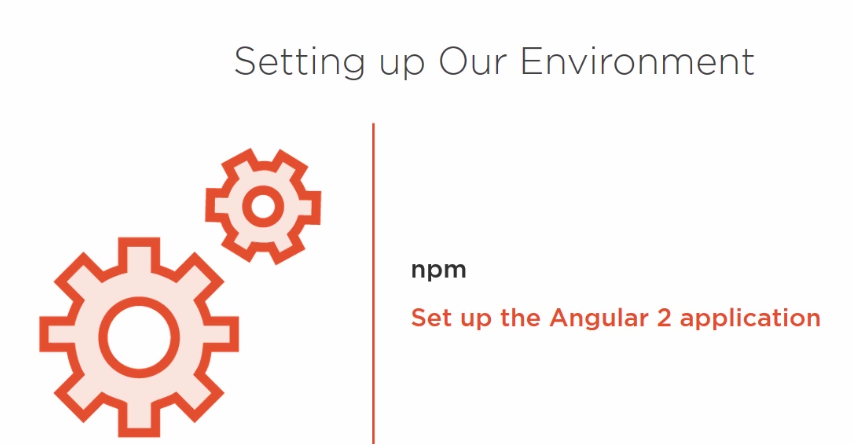 Setting up Our Environment
npm
Set up the Angular 2 application